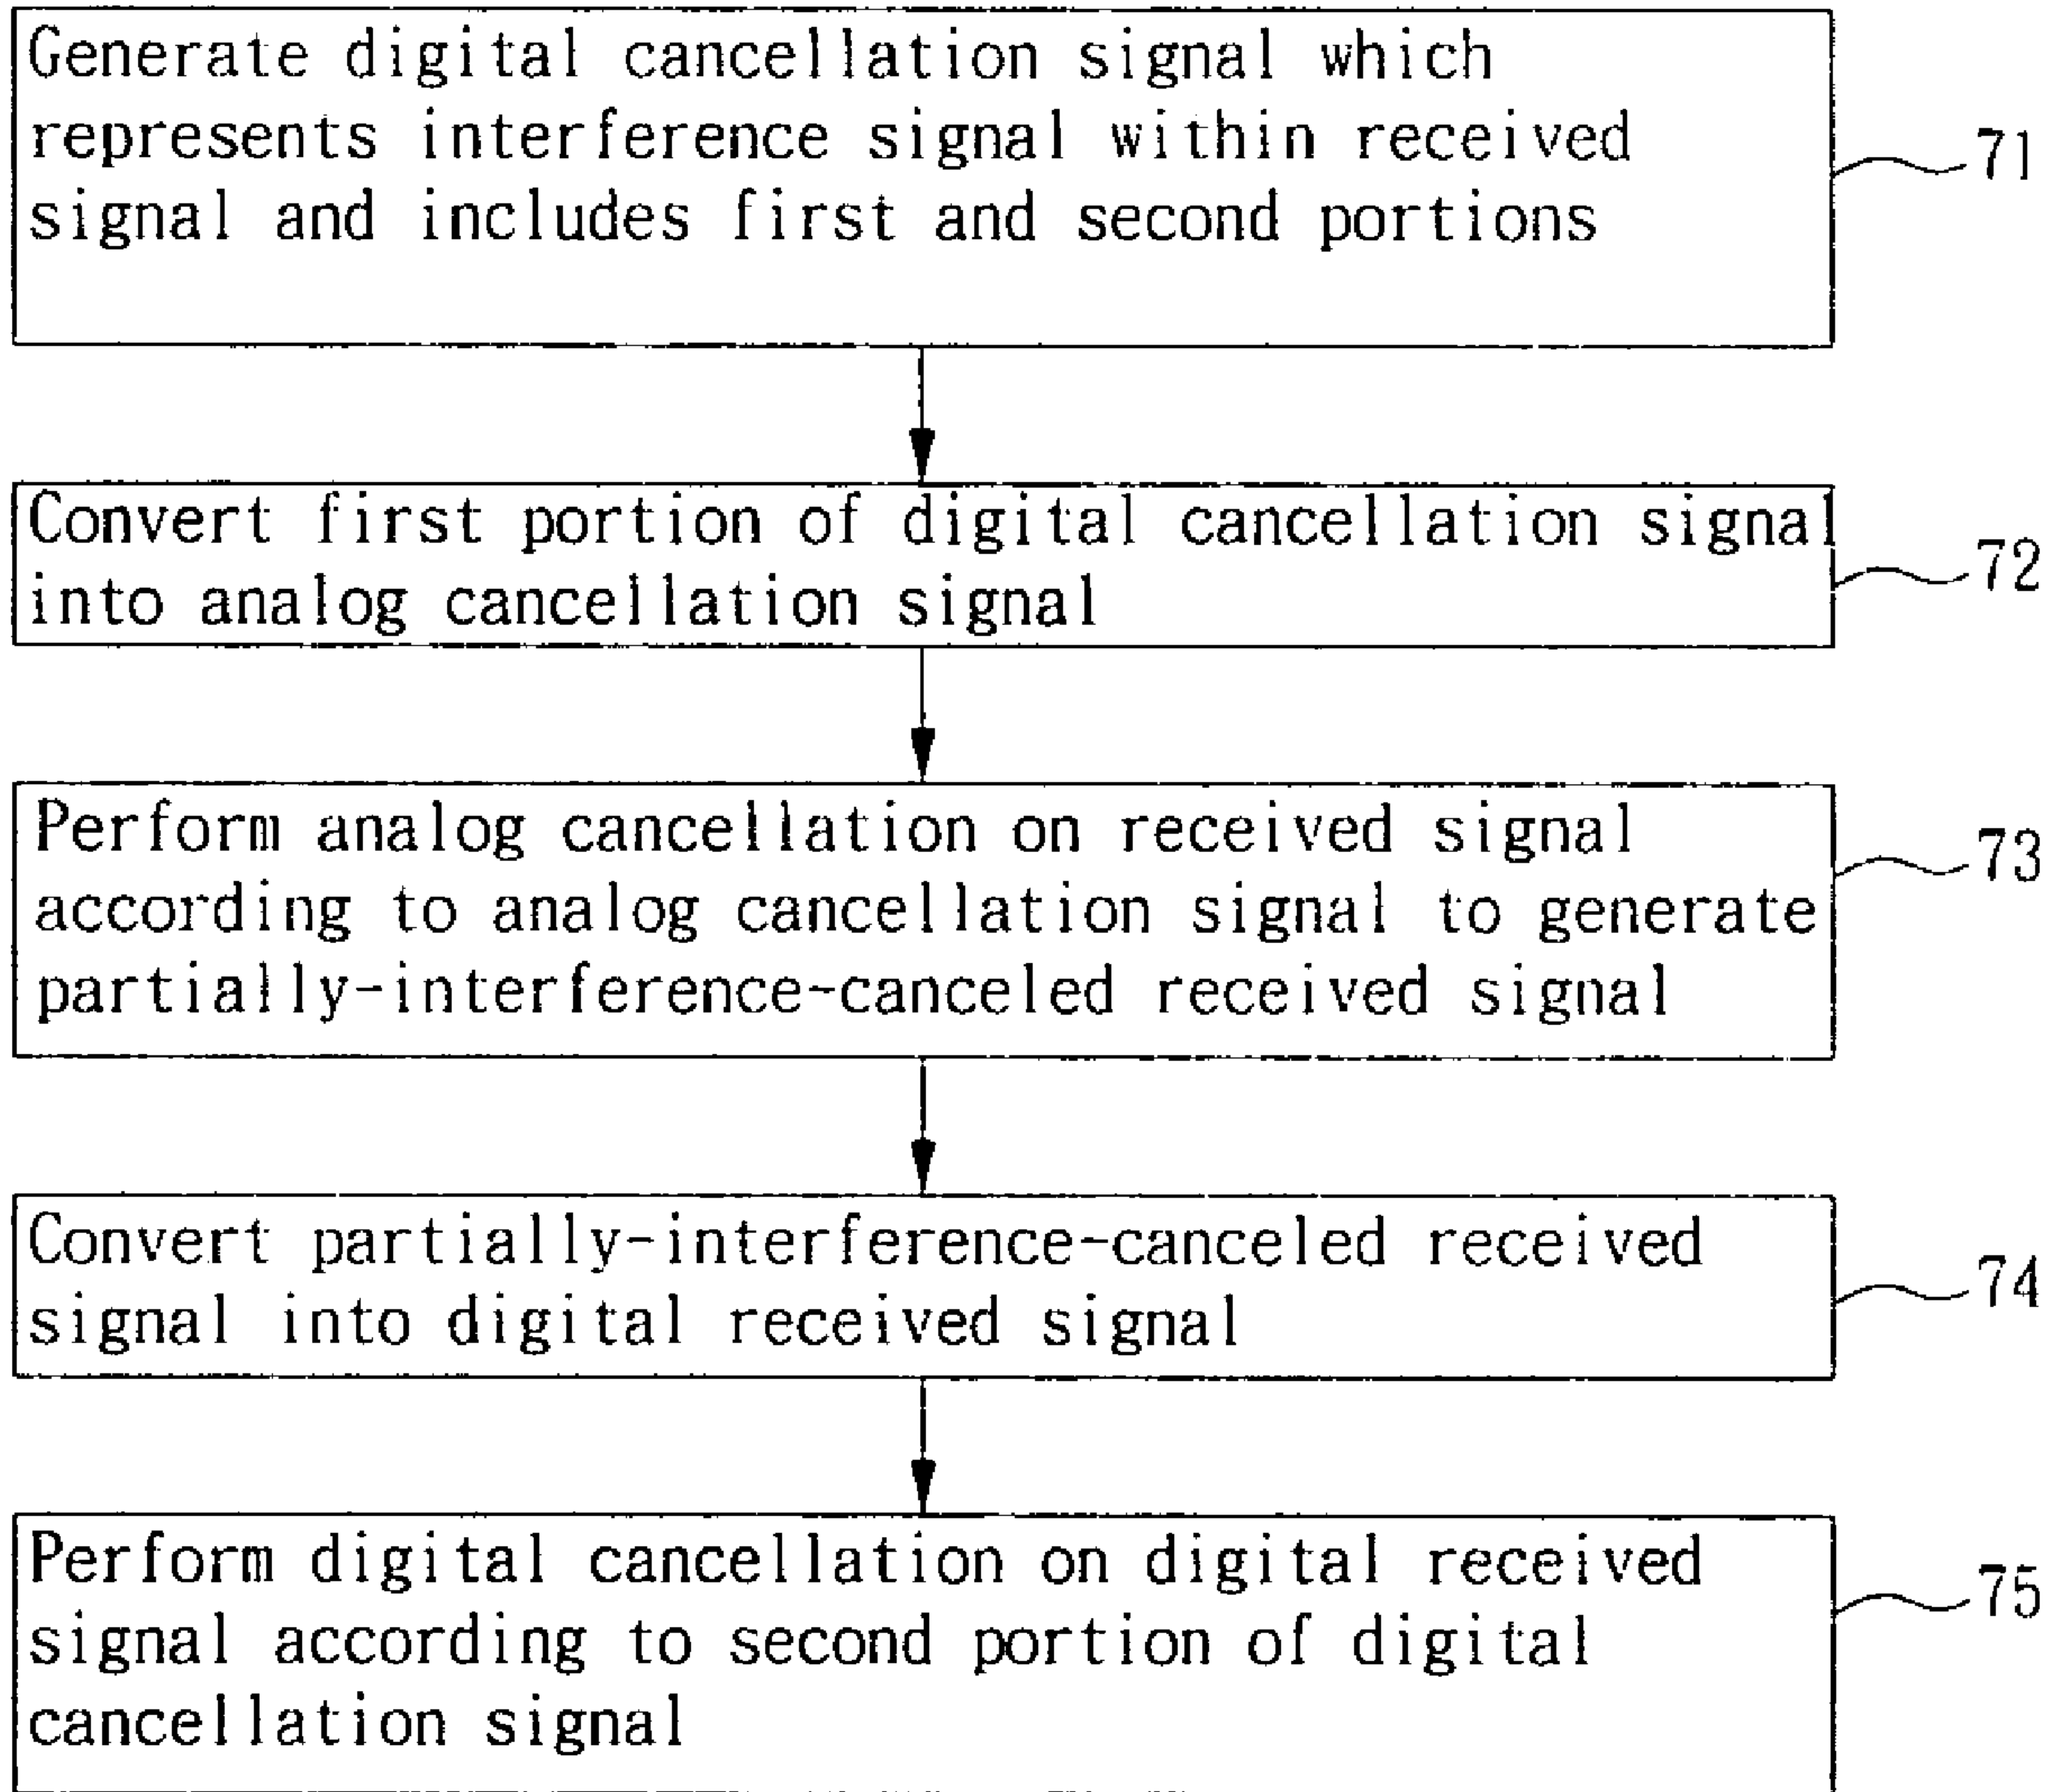 Generate digital cancellation signal which
represents interference signal within received
signal and includes first and second portions
71
Convert first portion of digital cancellation signal
into analog cancellation signal
72
Perform analog cancellation on received signal
according to analog cancellation signal to generate
partially-interference-canceled received signal
73
Convert partially-interference-canceled received
signal into digital received signal
74
Perform digital cancellation on digital received
signal according to second portion of digital
cancellation signal
75